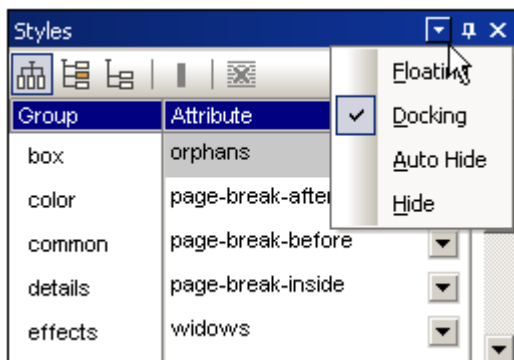 Styles
Floating
Docking
Auto Hide
Hide
Group Attribute
box orphans
color page-break-after
common page-break-before
details page-break-inside
effects widows